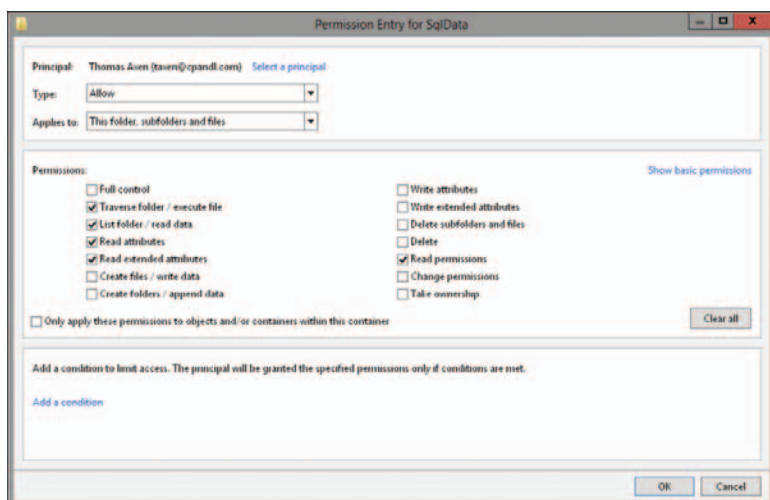 Permission Entry for SqlData
Principal: Thomas Axen (taxen@cpandl.com) Select a principal
Type: Allow
Applies to: This folder, subfolders and files
Permissions: Show basic permissions
Full control Write attributes
Traverse folder / execute file Write extended attributes
List folder / read data Delete subfolders and files
Read attributes Delete
Read extended attributes Read permissions
Create files / write data Change permissions
Create folders / append data Take ownership
Only apply these permissions to objects and/or containers within this container Clear all
Add a condition to limit access. The principal will be granted the specified permissions only if conditions are met.
Add a condition
OK Cancel